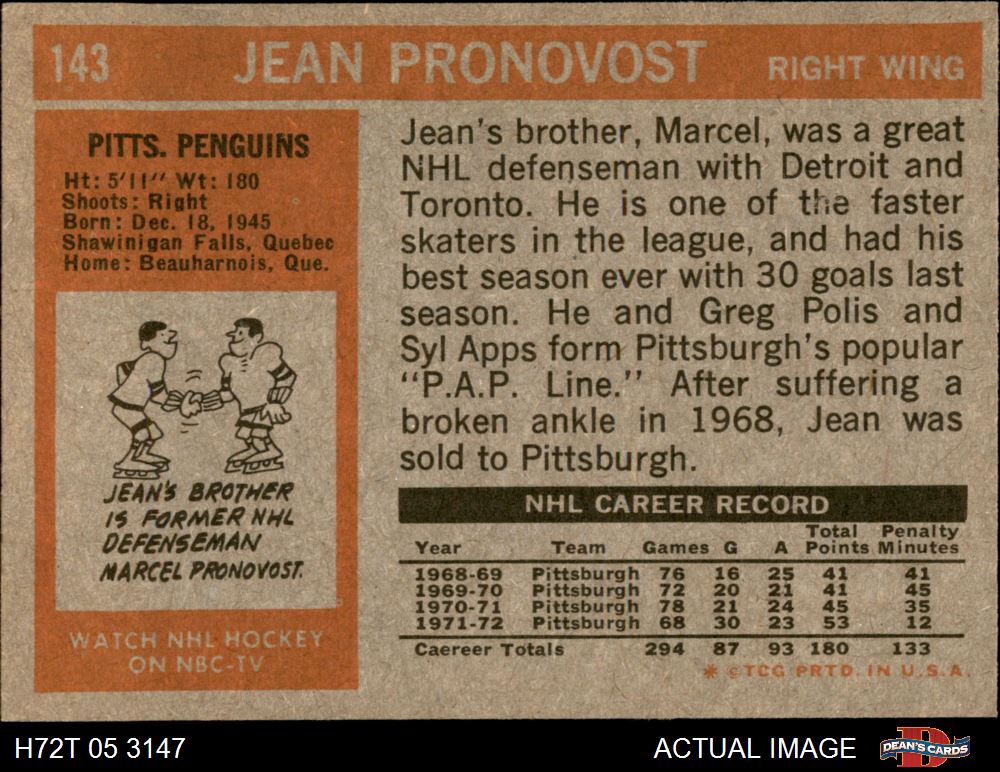 143 JEAN PRONOVOST RIGHT WING
PITTS. PENGUINS
Ht: 5'11" Wt: 180
Shoots: Right
Born: Dec. 18, 1945
Shawinigan Falls, Quebec
Home: Beauharnois, Que.
JEAN'S BROTHER
IS FORMER NHL
DEFENSEMAN
MARCEL PRONOVOST.
WATCH NHL HOCKEY
ON NBC-TV
Jean's brother, Marcel, was a great
NHL defenseman with Detroit and
Toronto. He is one of the faster
skaters in the league, and had his
best season ever with 30 goals last
season. He and Greg Polis and
Syl Apps form Pittsburgh's popular
"P.A.P. Line." After suffering a
broken ankle in 1968, Jean was
sold to Pittsburgh.
NHL CAREER RECORD
Year Team Games G A Total Points Penalty Minutes
1968-69 Pittsburgh 76 16 25 41 41
1969-70 Pittsburgh 72 20 21 41 45
1970-71 Pittsburgh 78 21 24 45 35
1971-72 Pittsburgh 68 30 23 53 12
Caereer Totals 294 87 93 180 133
* ©TCG PRTD. IN U.S.A.
H72T 05 3147 ACTUAL IMAGE DEAN'S CARDS